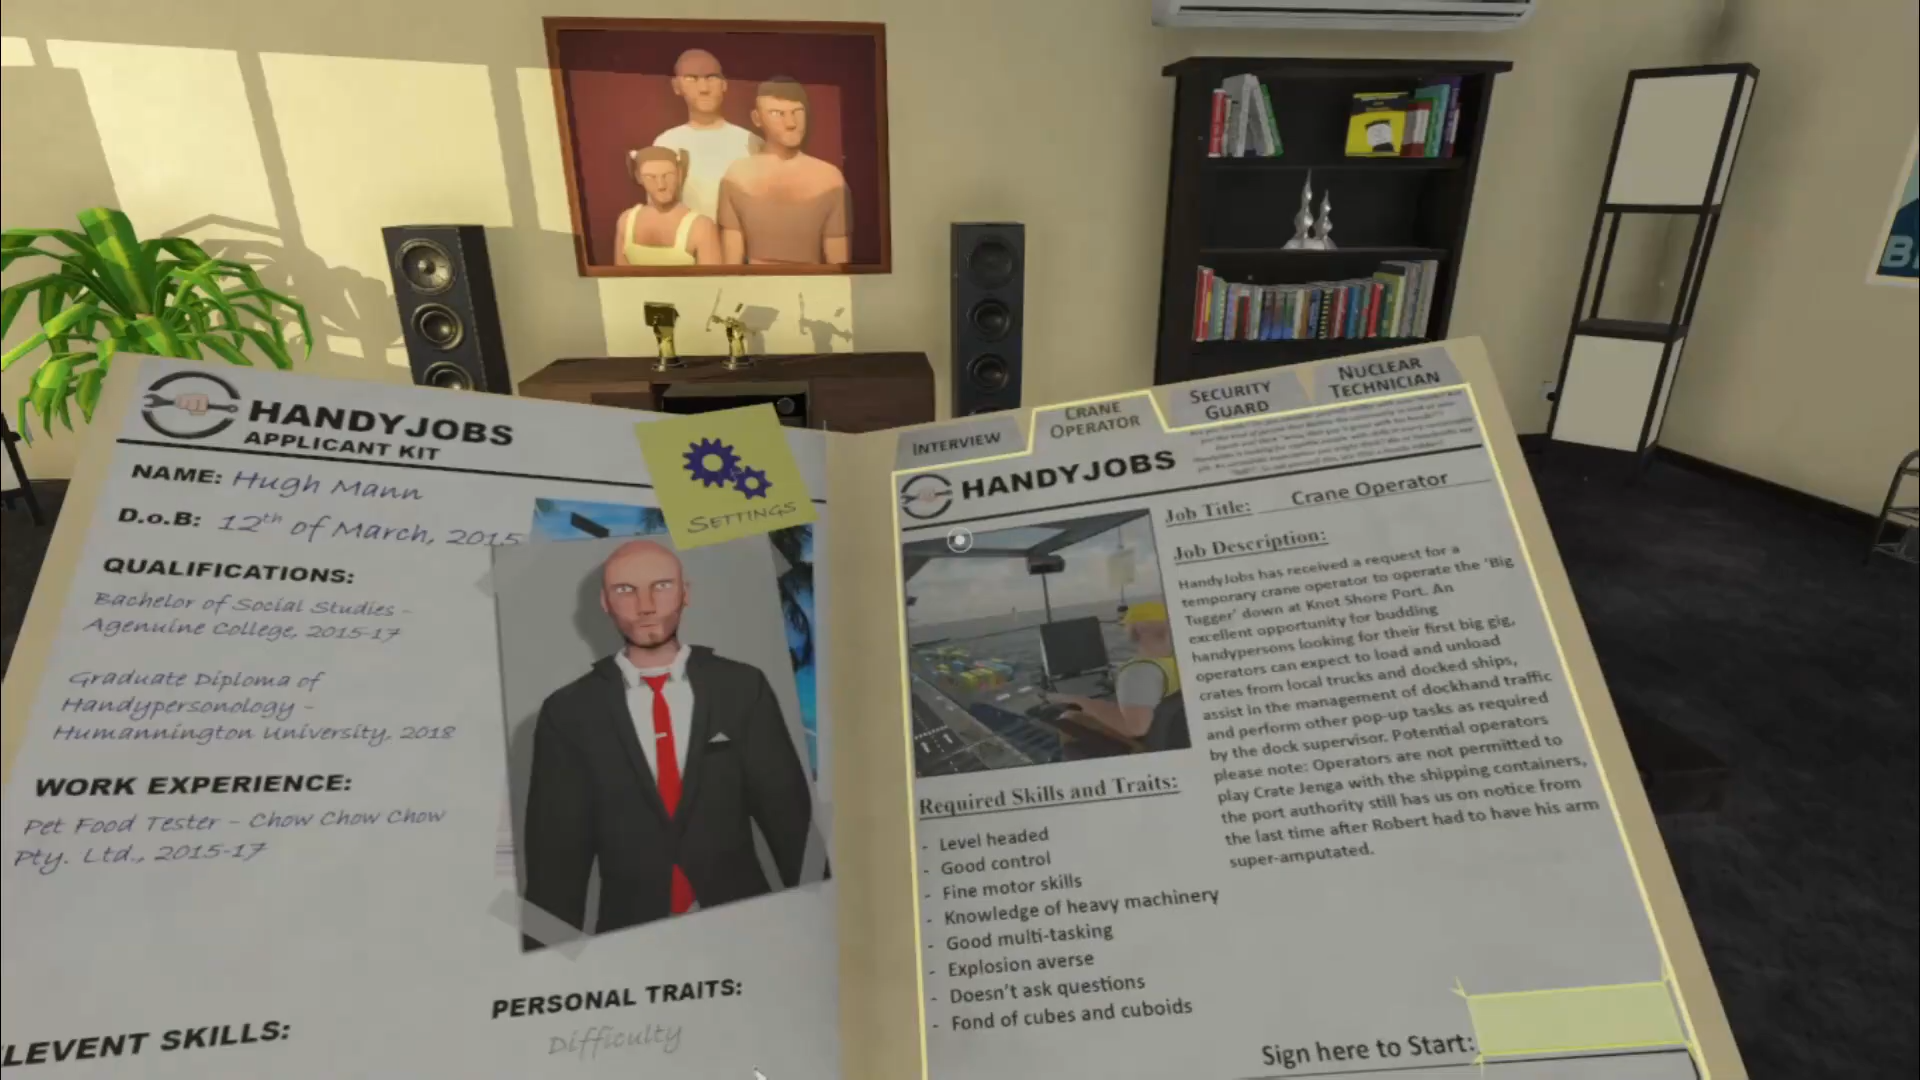 HANDYJOBS
APPLICANT KIT
NAME: Hugh Mann
D.o.B: 12th of March, 2015
QUALIFICATIONS:
Bachelor of Social Studies -
Agenuine College, 2015-17
Graduate Diploma of
Handypersonology -
Humannington University, 2018
WORK EXPERIENCE:
Pet Food Tester - Chow Chow Chow
Pty. Ltd., 2015-17
LEVENT SKILLS:
PERSONAL TRAITS:
Difficulty
SETTINGS
INTERVIEW
CRANE
OPERATOR
SECURITY
GUARD
NUCLEAR
TECHNICIAN
HANDYJOBS
Job Title: Crane Operator
Job Description:
HandyJobs has received a request for a
temporary crane operator to operate the 'Big
Tugger' down at Knot Shore Port. An
excellent opportunity for budding
handypersons looking for their first big gig,
operators can expect to load and unload
crates from local trucks and docked ships,
assist in the management of dockhand traffic
and perform other pop-up tasks as required
by the dock supervisor. Potential operators
please note: Operators are not permitted to
play Crate Jenga with the shipping containers,
the port authority still has us on notice from
the last time after Robert had to have his arm
super-amputated.
Required Skills and Traits:
- Level headed
- Good control
- Fine motor skills
- Knowledge of heavy machinery
- Good multi-tasking
- Explosion averse
- Doesn't ask questions
- Fond of cubes and cuboids
Sign here to Start: